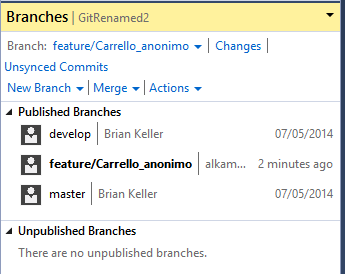 Branches | GitRenamed2
Branch: feature/Carrello_anonimo | Changes |
Unsynced Commits
New Branch | Merge | Actions
Published Branches
develop | Brian Keller 07/05/2014
feature/Carrello_anonimo | alkam... 2 minutes ago
master | Brian Keller 07/05/2014
Unpublished Branches
There are no unpublished branches.